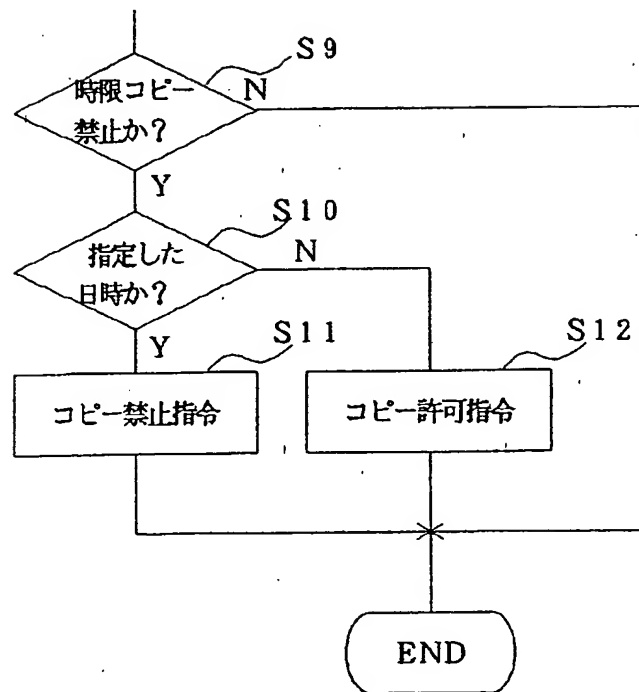 S9
時限コピー
禁止か?
N
Y
S10
指定した
日時か?
N
Y
S11
S12
コピー禁止指令
コピー許可指令
END